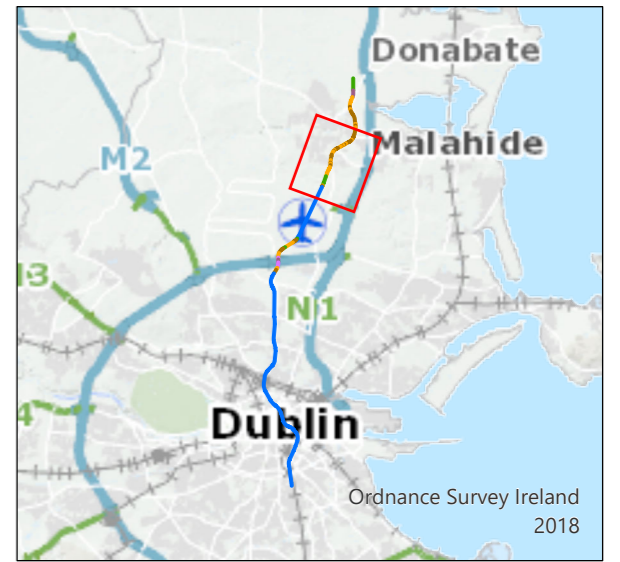 Donabate
M2
Malahide
N1
Dublin
Ordnance Survey Ireland
2018